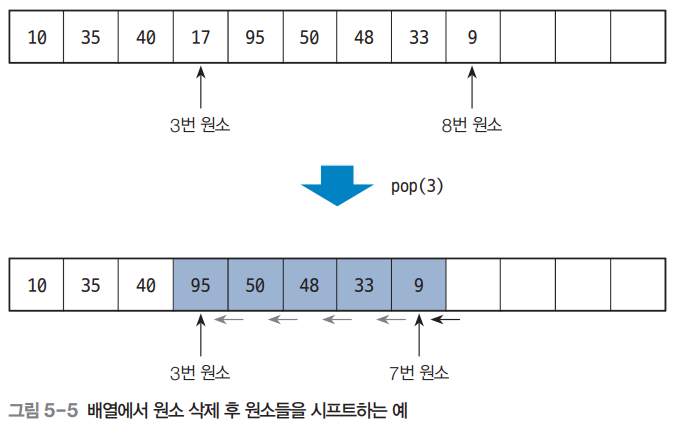 10 35 40 17 95 50 48 33 9
3번 원소 8번 원소
pop(3)
10 35 40 95 50 48 33 9
3번 원소 7번 원소
그림 5-5 배열에서 원소 삭제 후 원소들을 시프트하는 예